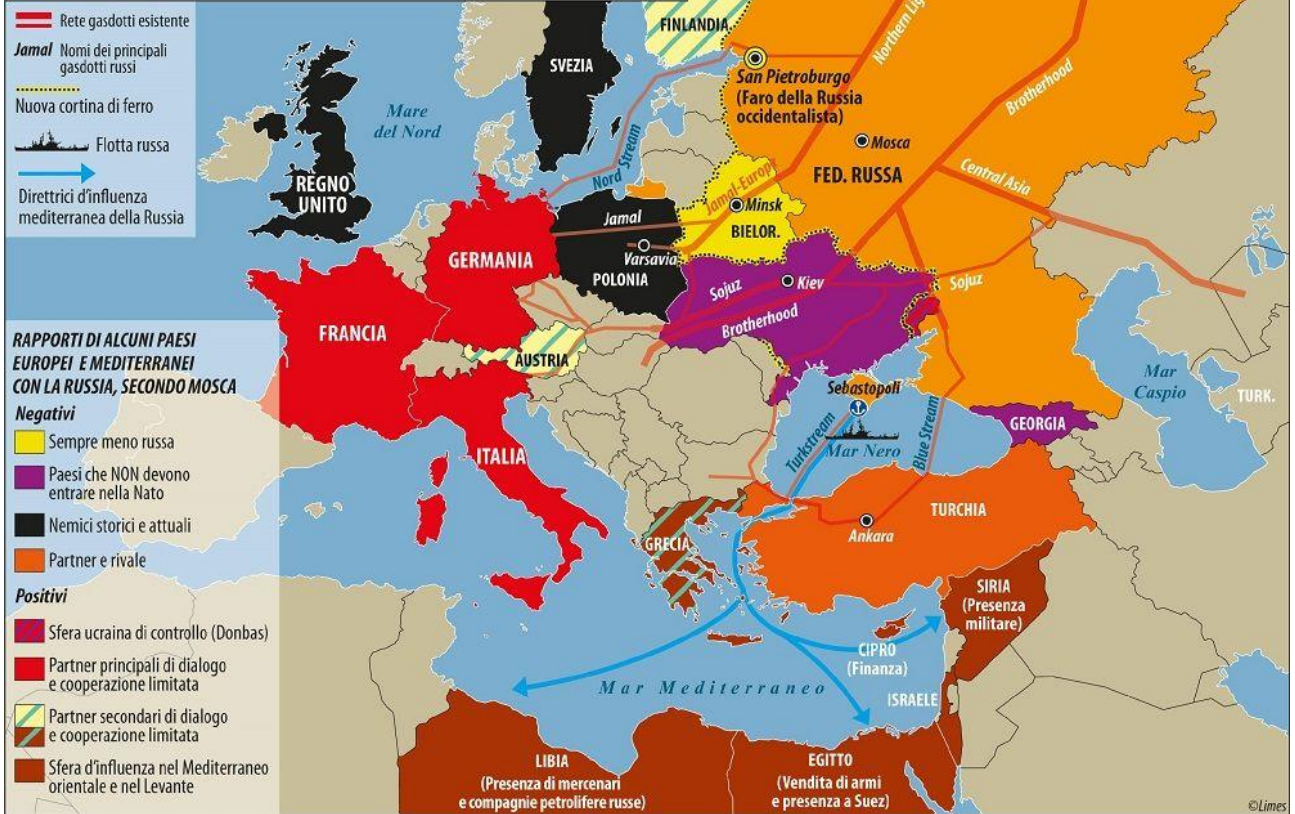 Rete gasdotti esistente
Jamal Nomi dei principali
gasdotti russi
Nuova cortina di ferro
Flotta russa
Direttrici d'influenza
mediterranea della Russia
RAPPORTI DI ALCUNI PAESI
EUROPEI E MEDITERRANEI
CON LA RUSSIA, SECONDO MOSCA
Negativi
Sempre meno russa
Paesi che NON devono
entrare nella Nato
Nemici storici e attuali
Partner e rivale
Positivi
Sfera ucraina di controllo (Donbas)
Partner principali di dialogo
e cooperazione limitata
Partner secondari di dialogo
e cooperazione limitata
Sfera d'influenza nel Mediterraneo
orientale e nel Levante
FINLANDIA
SVEZIA
Northern Lig
San Pietroburgo
(Faro della Russia
occidentalista)
Brotherhood
Mare
del Nord
Mosca
Nord Stream
FED. RUSSA
Central Asia
REGNO
UNITO
Jamal-Europe
Minsk
BIELOR.
Jamal
Varsavia
GERMANIA
POLONIA
Sojuz
Kiev
Sojuz
Brotherhood
FRANCIA
AUSTRIA
Sebastopoli
Mar
Caspio
TURK.
GEORGIA
ITALIA
Turkstream
Mar Nero
Blue Stream
TURCHIA
Ankara
GRECIA
SIRIA
(Presenza
militare)
CIPRO
(Finanza)
Mar Mediterraneo
ISRAELE
LIBIA
(Presenza di mercenari
e compagnie petrolifere russe)
EGITTO
(Vendita di armi
e presenza a Suez)
©Limes